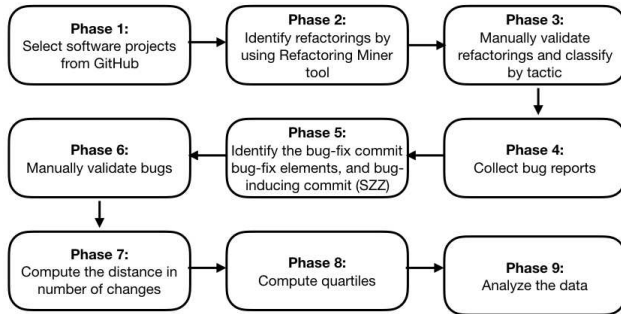 Phase 1:
Select software projects
from GitHub
Phase 2:
Identify refactorings by
using Refactoring Miner
tool
Phase 3:
Manually validate
refactorings and classify
by tactic
Phase 4:
Collect bug reports
Phase 5:
Identify the bug-fix commit
bug-fix elements, and bug-
inducing commit (SZZ)
Phase 6:
Manually validate bugs
Phase 7:
Compute the distance in
number of changes
Phase 8:
Compute quartiles
Phase 9:
Analyze the data